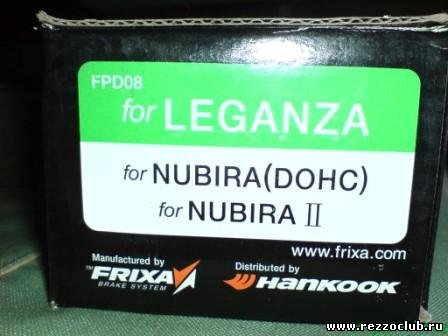 FPD08
for LEGANZA
for NUBIRA(DOHC)
for NUBIRA II
www.frixa.com
Manufactured by
™FRIXA
BRAKE SYSTEM
Distributed by
Hankook
www.rezzoclub.ru